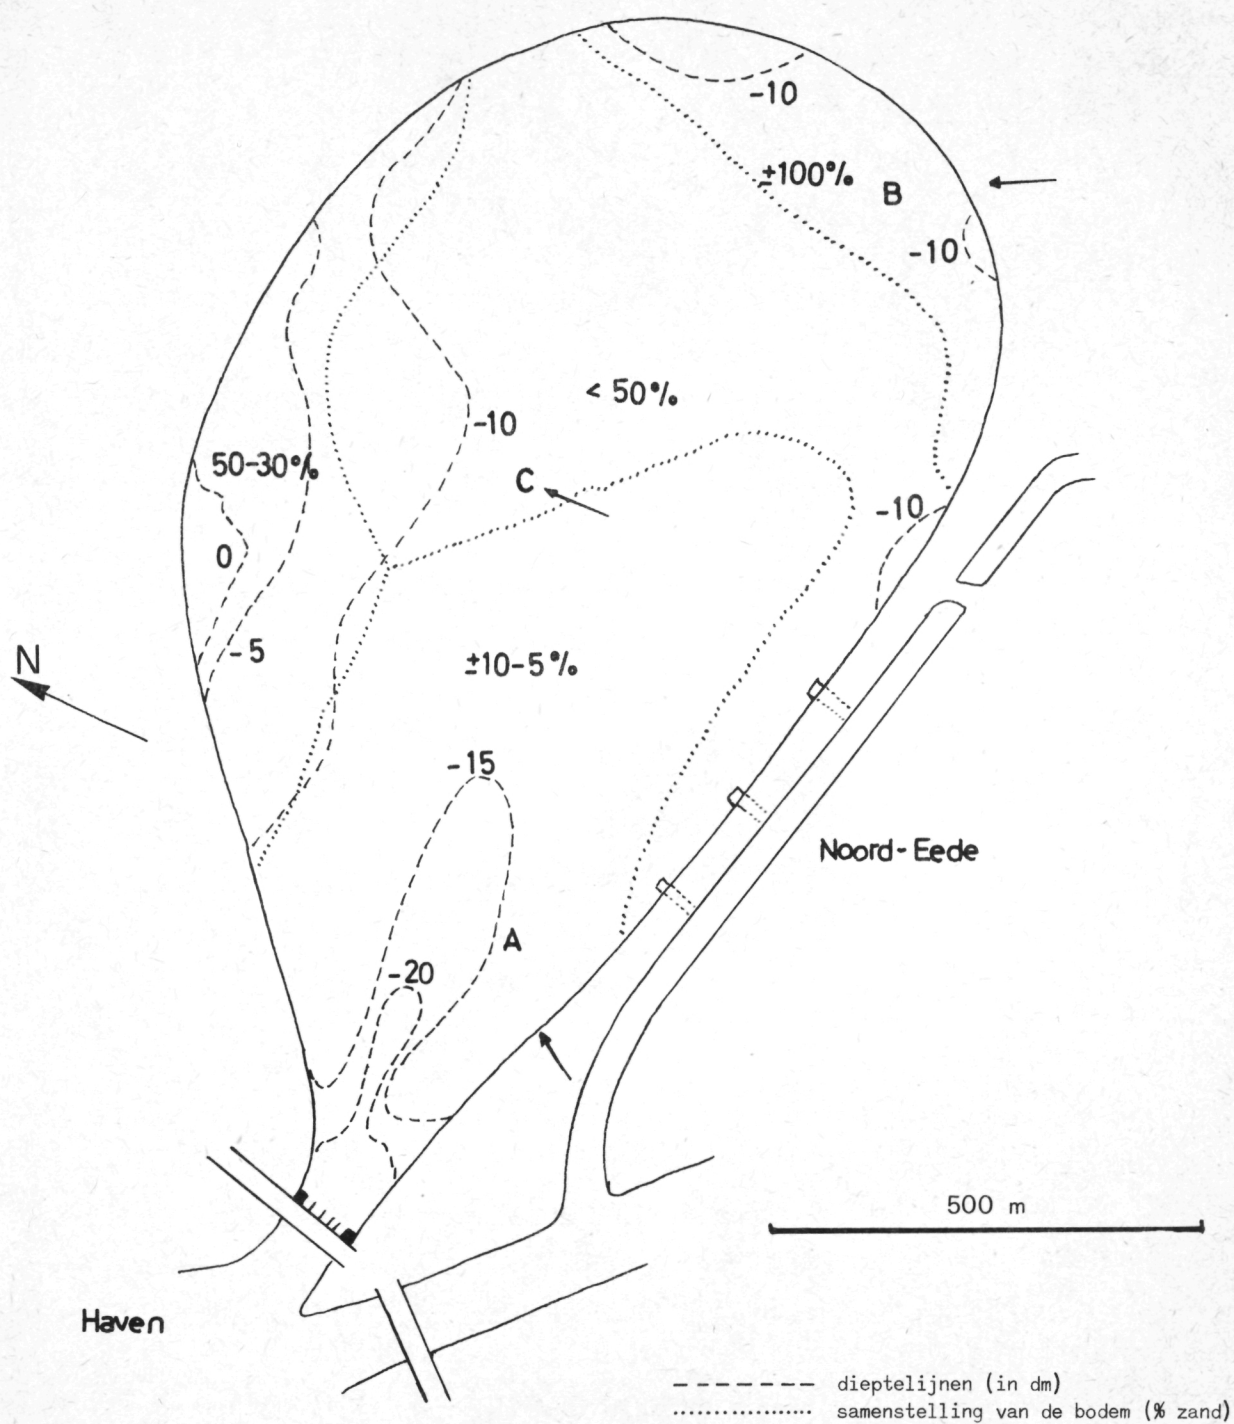 -10
±100%
B
-10
< 50%
-10
50-30%
C
-10
0
-5
N
±10-5%
-15
Noord-Eede
A
-20
500 m
Haven
dieptelijnen (in dm)
samenstelling van de bodem (% zand)